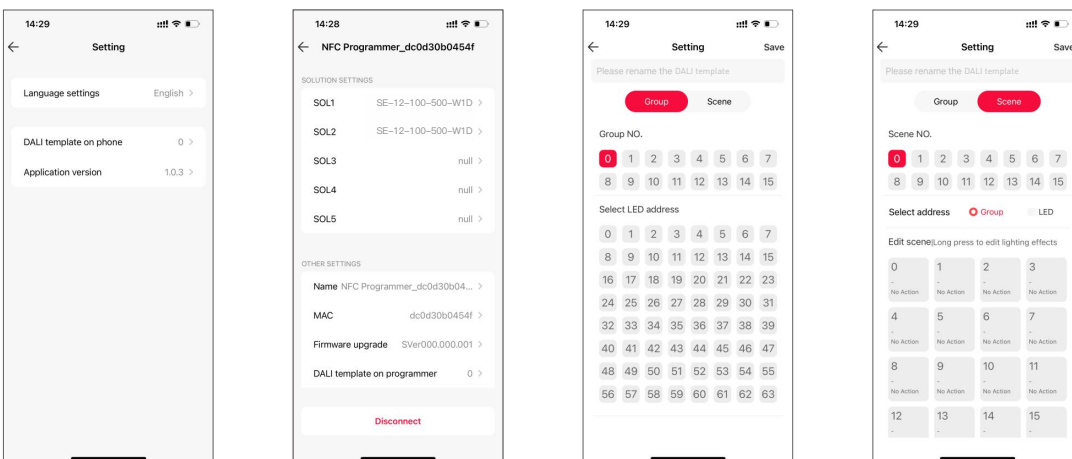 14:29
Setting
Language settings English >
DALI template on phone 0 >
Application version 1.0.3 >
14:28
NFC Programmer_dc0d30b0454f
SOLUTION SETTINGS
SOL1 SE-12-100-500-W1D >
SOL2 SE-12-100-500-W1D >
SOL3 null >
SOL4 null >
SOL5 null >
OTHER SETTINGS
Name NFC Programmer_dc0d30b04... >
MAC dc0d30b0454f >
Firmware upgrade SVer000.000.001 >
DALI template on programmer 0 >
Disconnect
14:29
Setting Save
Please rename the DALI template
Group Scene
Group NO.
0 1 2 3 4 5 6 7
8 9 10 11 12 13 14 15
Select LED address
0 1 2 3 4 5 6 7
8 9 10 11 12 13 14 15
16 17 18 19 20 21 22 23
24 25 26 27 28 29 30 31
32 33 34 35 36 37 38 39
40 41 42 43 44 45 46 47
48 49 50 51 52 53 54 55
56 57 58 59 60 61 62 63
14:29
Setting Save
Please rename the DALI template
Group Scene
Scene NO.
0 1 2 3 4 5 6 7
8 9 10 11 12 13 14 15
Select address Group LED
Edit scene|Long press to edit lighting effects
0 1 2 3
- - - -
No Action No Action No Action No Action
4 5 6 7
- - - -
No Action No Action No Action No Action
8 9 10 11
- - - -
No Action No Action No Action No Action
12 13 14 15
- - - -